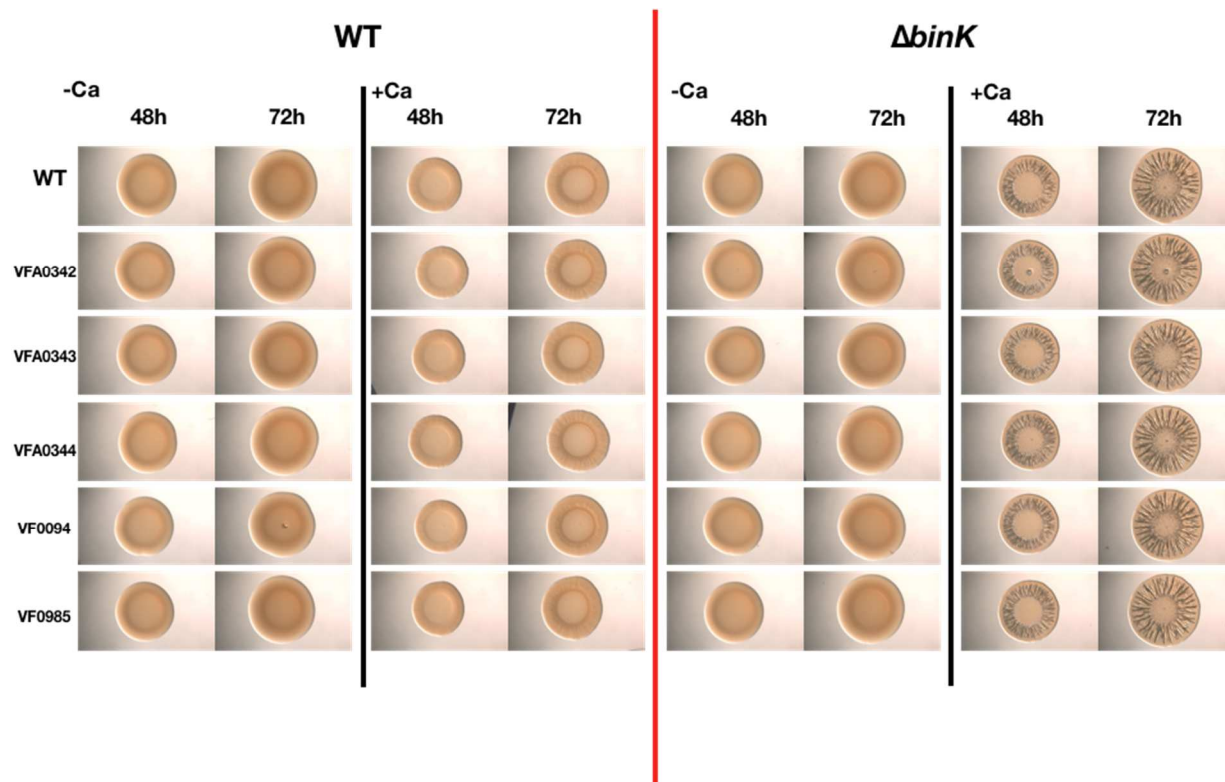 WT
ΔbinK
-Ca
+Ca
-Ca
+Ca
48h
72h
48h
72h
48h
72h
48h
72h
WT
VFA0342
VFA0343
VFA0344
VF0094
VF0985